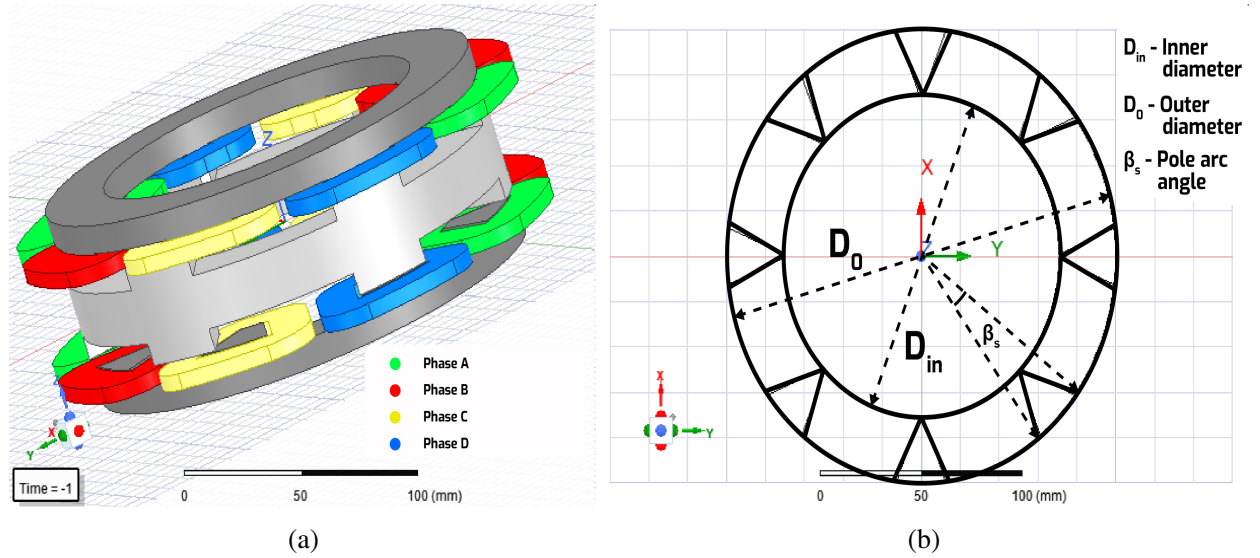 Z
Phase A
Phase B
Phase C
Phase D
Z
X
Y
Time = -1
0 50 100 (mm)
(a)
D_in - Inner
diameter
D_0 - Outer
diameter
β_s - Pole arc
angle
X
Y
Z
D_0
D_in
β_s
X
Y
0 50 100 (mm)
(b)